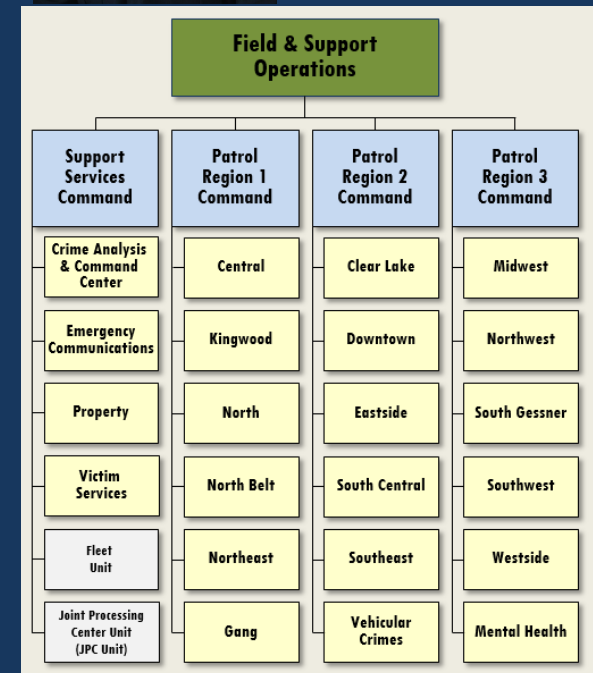 Field & Support
Operations
Support
Services
Command
Patrol
Region 1
Command
Patrol
Region 2
Command
Patrol
Region 3
Command
Crime Analysis
& Command
Center
Central
Clear Lake
Midwest
Emergency
Communications
Kingwood
Downtown
Northwest
Property
North
Eastside
South Gessner
Victim
Services
North Belt
South Central
Southwest
Fleet
Unit
Northeast
Southeast
Westside
Joint Processing
Center Unit
(JPC Unit)
Gang
Vehicular
Crimes
Mental Health